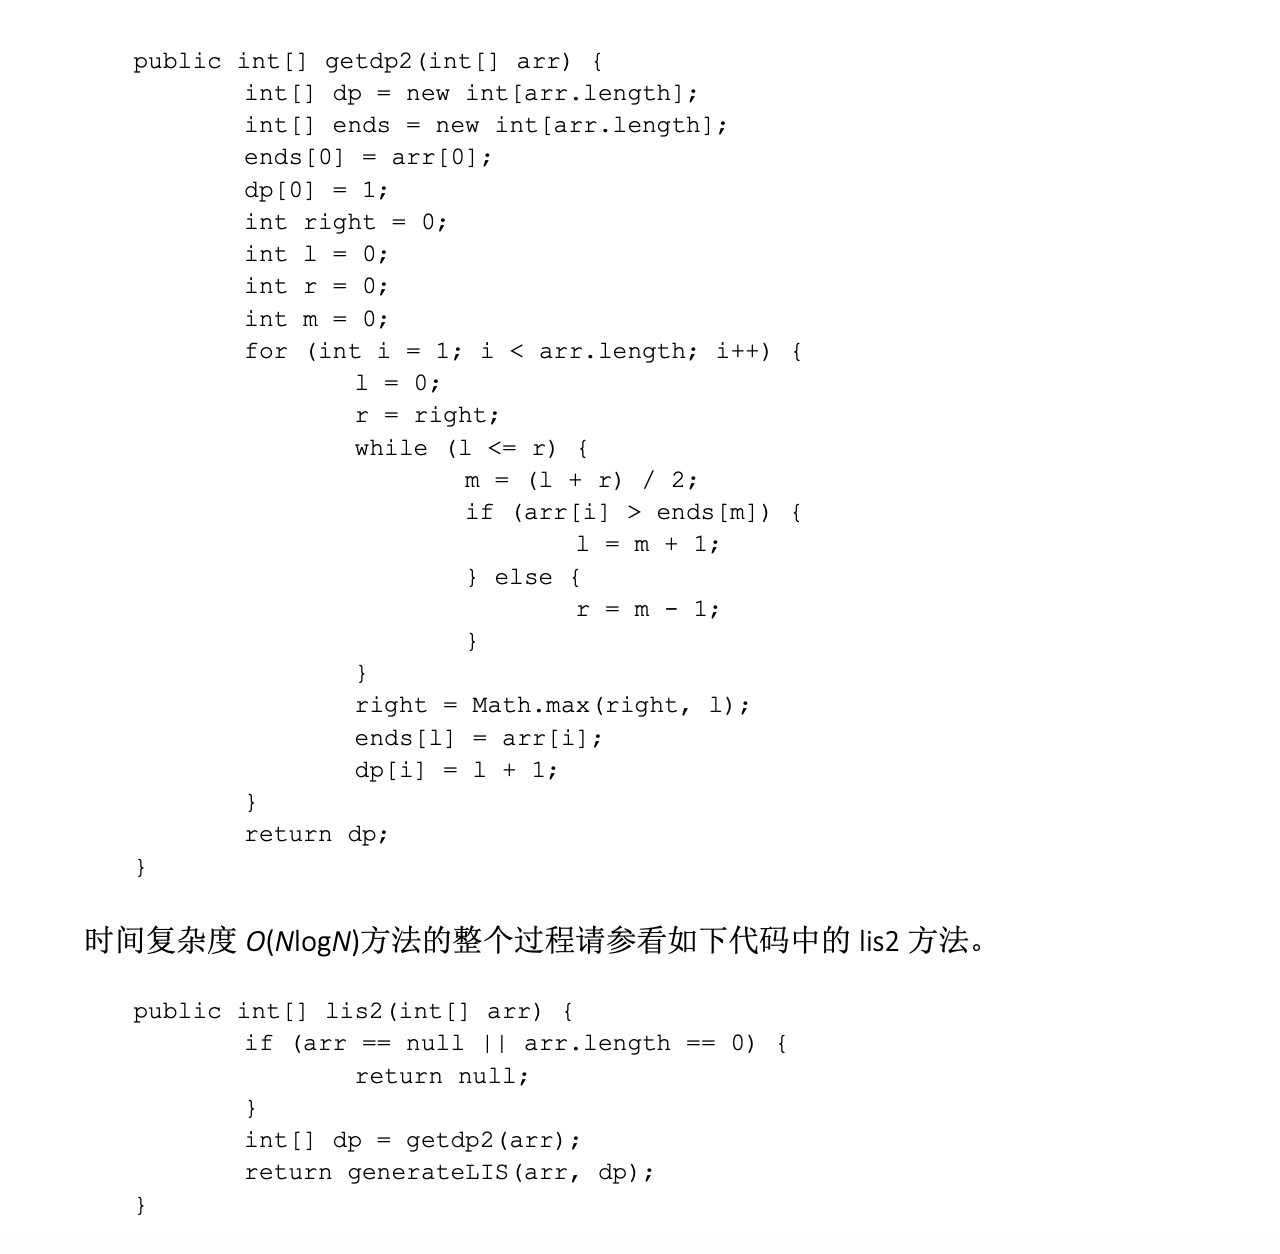 public int[] getdp2(int[] arr) {
int[] dp = new int[arr.length];
int[] ends = new int[arr.length];
ends[0] = arr[0];
dp[0] = 1;
int right = 0;
int l = 0;
int r = 0;
int m = 0;
for (int i = 1; i < arr.length; i++) {
l = 0;
r = right;
while (l <= r) {
m = (l + r) / 2;
if (arr[i] > ends[m]) {
l = m + 1;
} else {
r = m - 1;
}
}
right = Math.max(right, l);
ends[l] = arr[i];
dp[i] = l + 1;
}
return dp;
}
时间复杂度 O(NlogN)方法的整个过程请参看如下代码中的 lis2 方法。
public int[] lis2(int[] arr) {
if (arr == null || arr.length == 0) {
return null;
}
int[] dp = getdp2(arr);
return generateLIS(arr, dp);
}